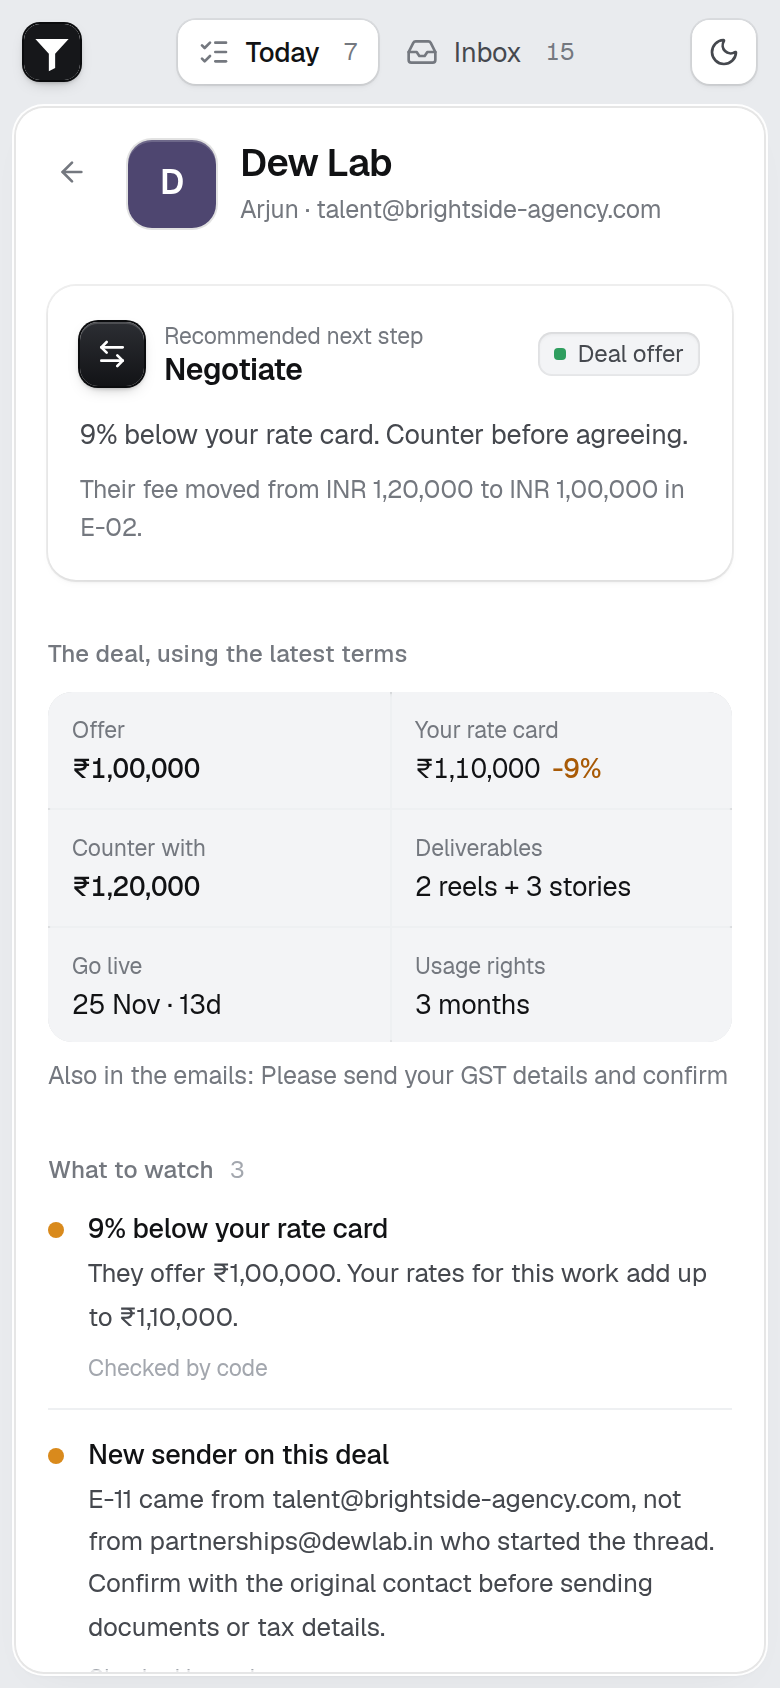 Today 7
Inbox 15
D
Dew Lab
Arjun · talent@brightside-agency.com
Recommended next step
Negotiate
Deal offer
9% below your rate card. Counter before agreeing.
Their fee moved from INR 1,20,000 to INR 1,00,000 in
E-02.
The deal, using the latest terms
Offer
₹1,00,000
Your rate card
₹1,10,000 -9%
Counter with
₹1,20,000
Deliverables
2 reels + 3 stories
Go live
25 Nov · 13d
Usage rights
3 months
Also in the emails: Please send your GST details and confirm
What to watch 3
9% below your rate card
They offer ₹1,00,000. Your rates for this work add up
to ₹1,10,000.
Checked by code
New sender on this deal
E-11 came from talent@brightside-agency.com, not
from partnerships@dewlab.in who started the thread.
Confirm with the original contact before sending
documents or tax details.